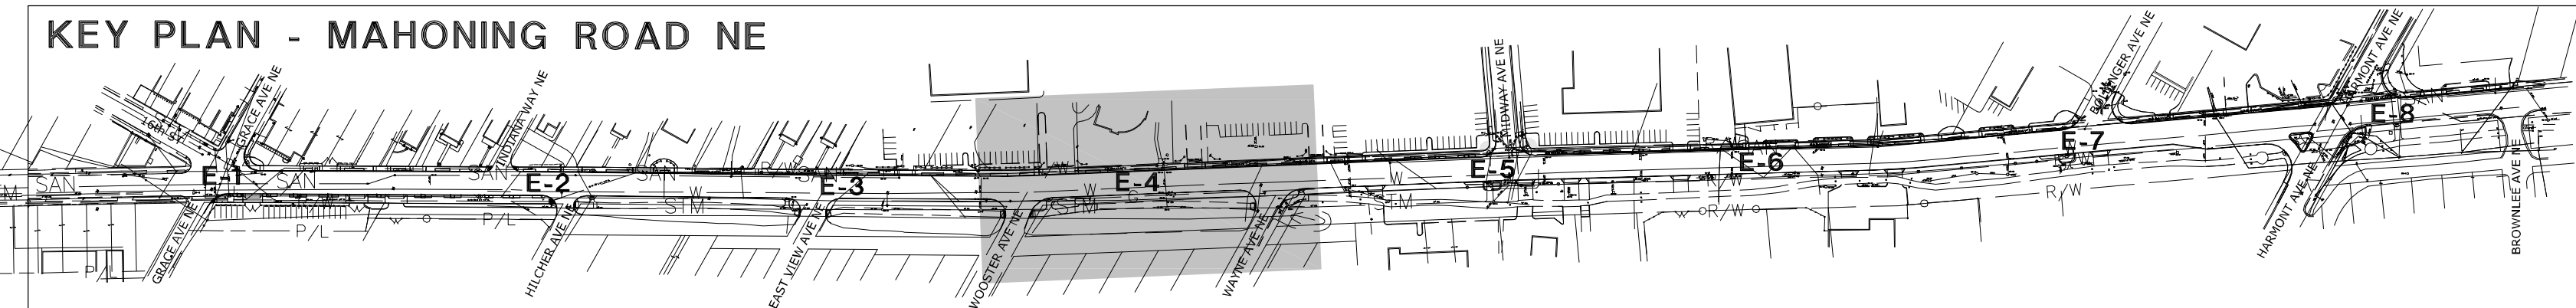 KEY PLAN - MAHONING ROAD NE
16th ST
GRACE AVE NE
INDIANA WAY NE
MIDWAY AVE NE
BOLLINGER AVE NE
HARMONT AVE NE
SAN
E-1
SAN
SAN
E-2
SAN
R/W
E-3
R/W
W
E-4
G
W
E-5
E-6
R/W
E-7
R/W
E-8
STM
STM
STM
R/W
R/W
P/L
P/L
P/L
GRACE AVE NE
HILCHER AVE NE
EAST VIEW AVE NE
WOOSTER AVE NE
WAYNE AVE NE
HARMONT AVE NE
BROWNLEE AVE NE